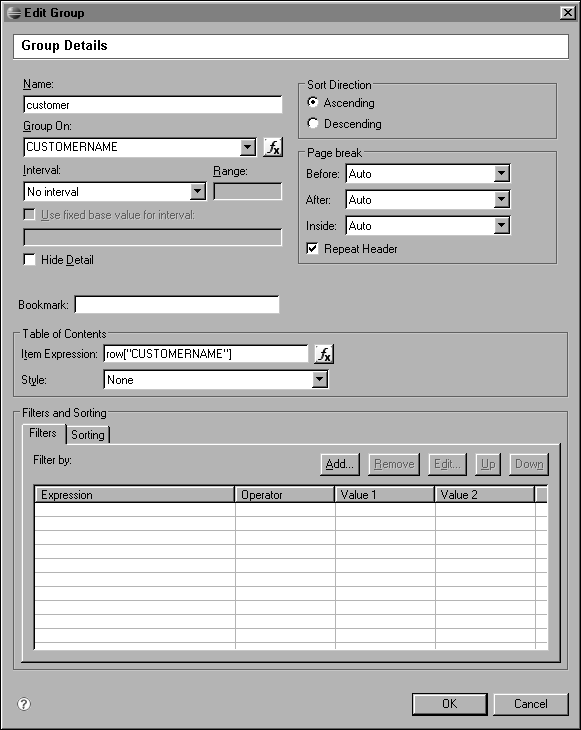 Edit Group
Group Details
Name:
customer
Group On:
CUSTOMERNAME
fx
Interval:
Range:
No interval
Use fixed base value for interval:
Hide Detail
Sort Direction
Ascending
Descending
Page break
Before: Auto
After: Auto
Inside: Auto
Repeat Header
Bookmark:
Table of Contents
Item Expression: row["CUSTOMERNAME"]
fx
Style: None
Filters and Sorting
Filters Sorting
Filter by:
Add... Remove Edit... Up Down
Expression Operator Value 1 Value 2
?
OK Cancel